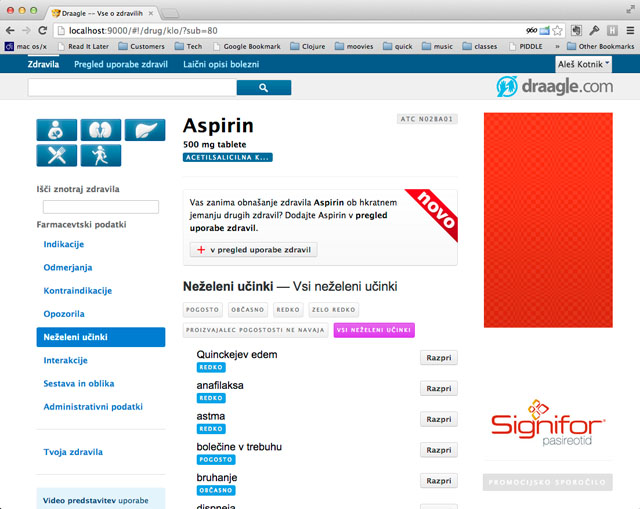 Draagle -- Vse o zdravilih
localhost:9000/#!/drug/klo/?sub=80
960
mac os/x
Read It Later
Customers
Tech
Google Bookmark
Clojure
moovies
quick
music
classes
PIDDLE
»
Other Bookmarks
Zdravila
Pregled uporabe zdravil
Laični opisi bolezni
Aleš Kotnik
draagle.com
Aspirin
ATC N02BA01
500 mg tablete
ACETILSALICILNA K...
Išči znotraj zdravila
Farmacevtski podatki
Indikacije
Odmerjanja
Kontraindikacije
Opozorila
Neželeni učinki
Interakcije
Sestava in oblika
Administrativni podatki
Tvoja zdravila
Video predstavitev uporabe
Vas zanima obnašanje zdravila Aspirin ob hkratnem
jemanju drugih zdravil? Dodajte Aspirin v pregled
uporabe zdravil.
novo
+ v pregled uporabe zdravil
Neželeni učinki — Vsi neželeni učinki
POGOSTO
OBČASNO
REDKO
ZELO REDKO
PROIZVAJALEC POGOSTOSTI NE NAVAJA
VSI NEŽELENI UČINKI
Quinckejev edem
REDKO
Razpri
anafilaksa
REDKO
Razpri
astma
REDKO
Razpri
bolečine v trebuhu
POGOSTO
Razpri
bruhanje
OBČASNO
Razpri
dispneja
Signifor®
pasireotid
PROMOCIJSKO SPOROČILO